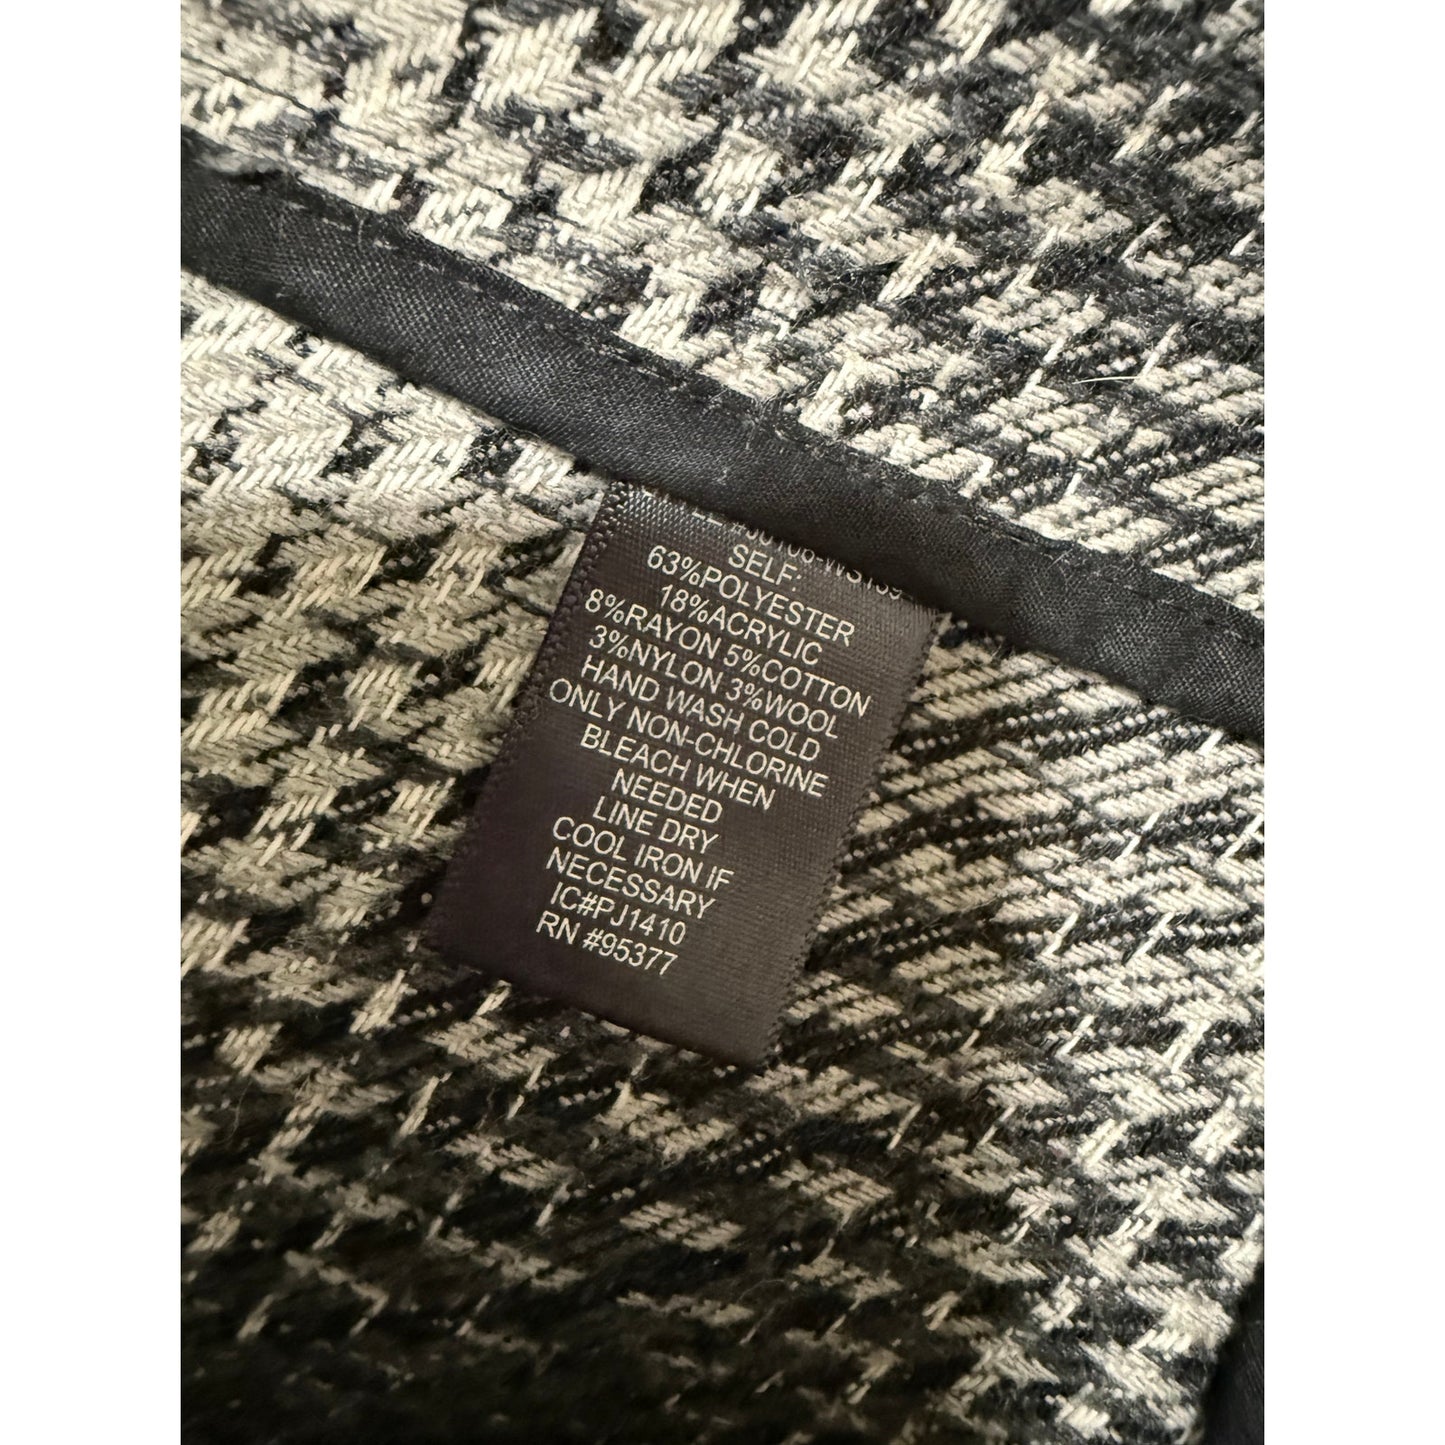 SELF:
63%POLYESTER
18%ACRYLIC
8%RAYON 5%COTTON
3%NYLON 3%WOOL
HAND WASH COLD
ONLY NON-CHLORINE
BLEACH WHEN
NEEDED
LINE DRY
COOL IRON IF
NECESSARY
IC#PJ1410
RN #95377